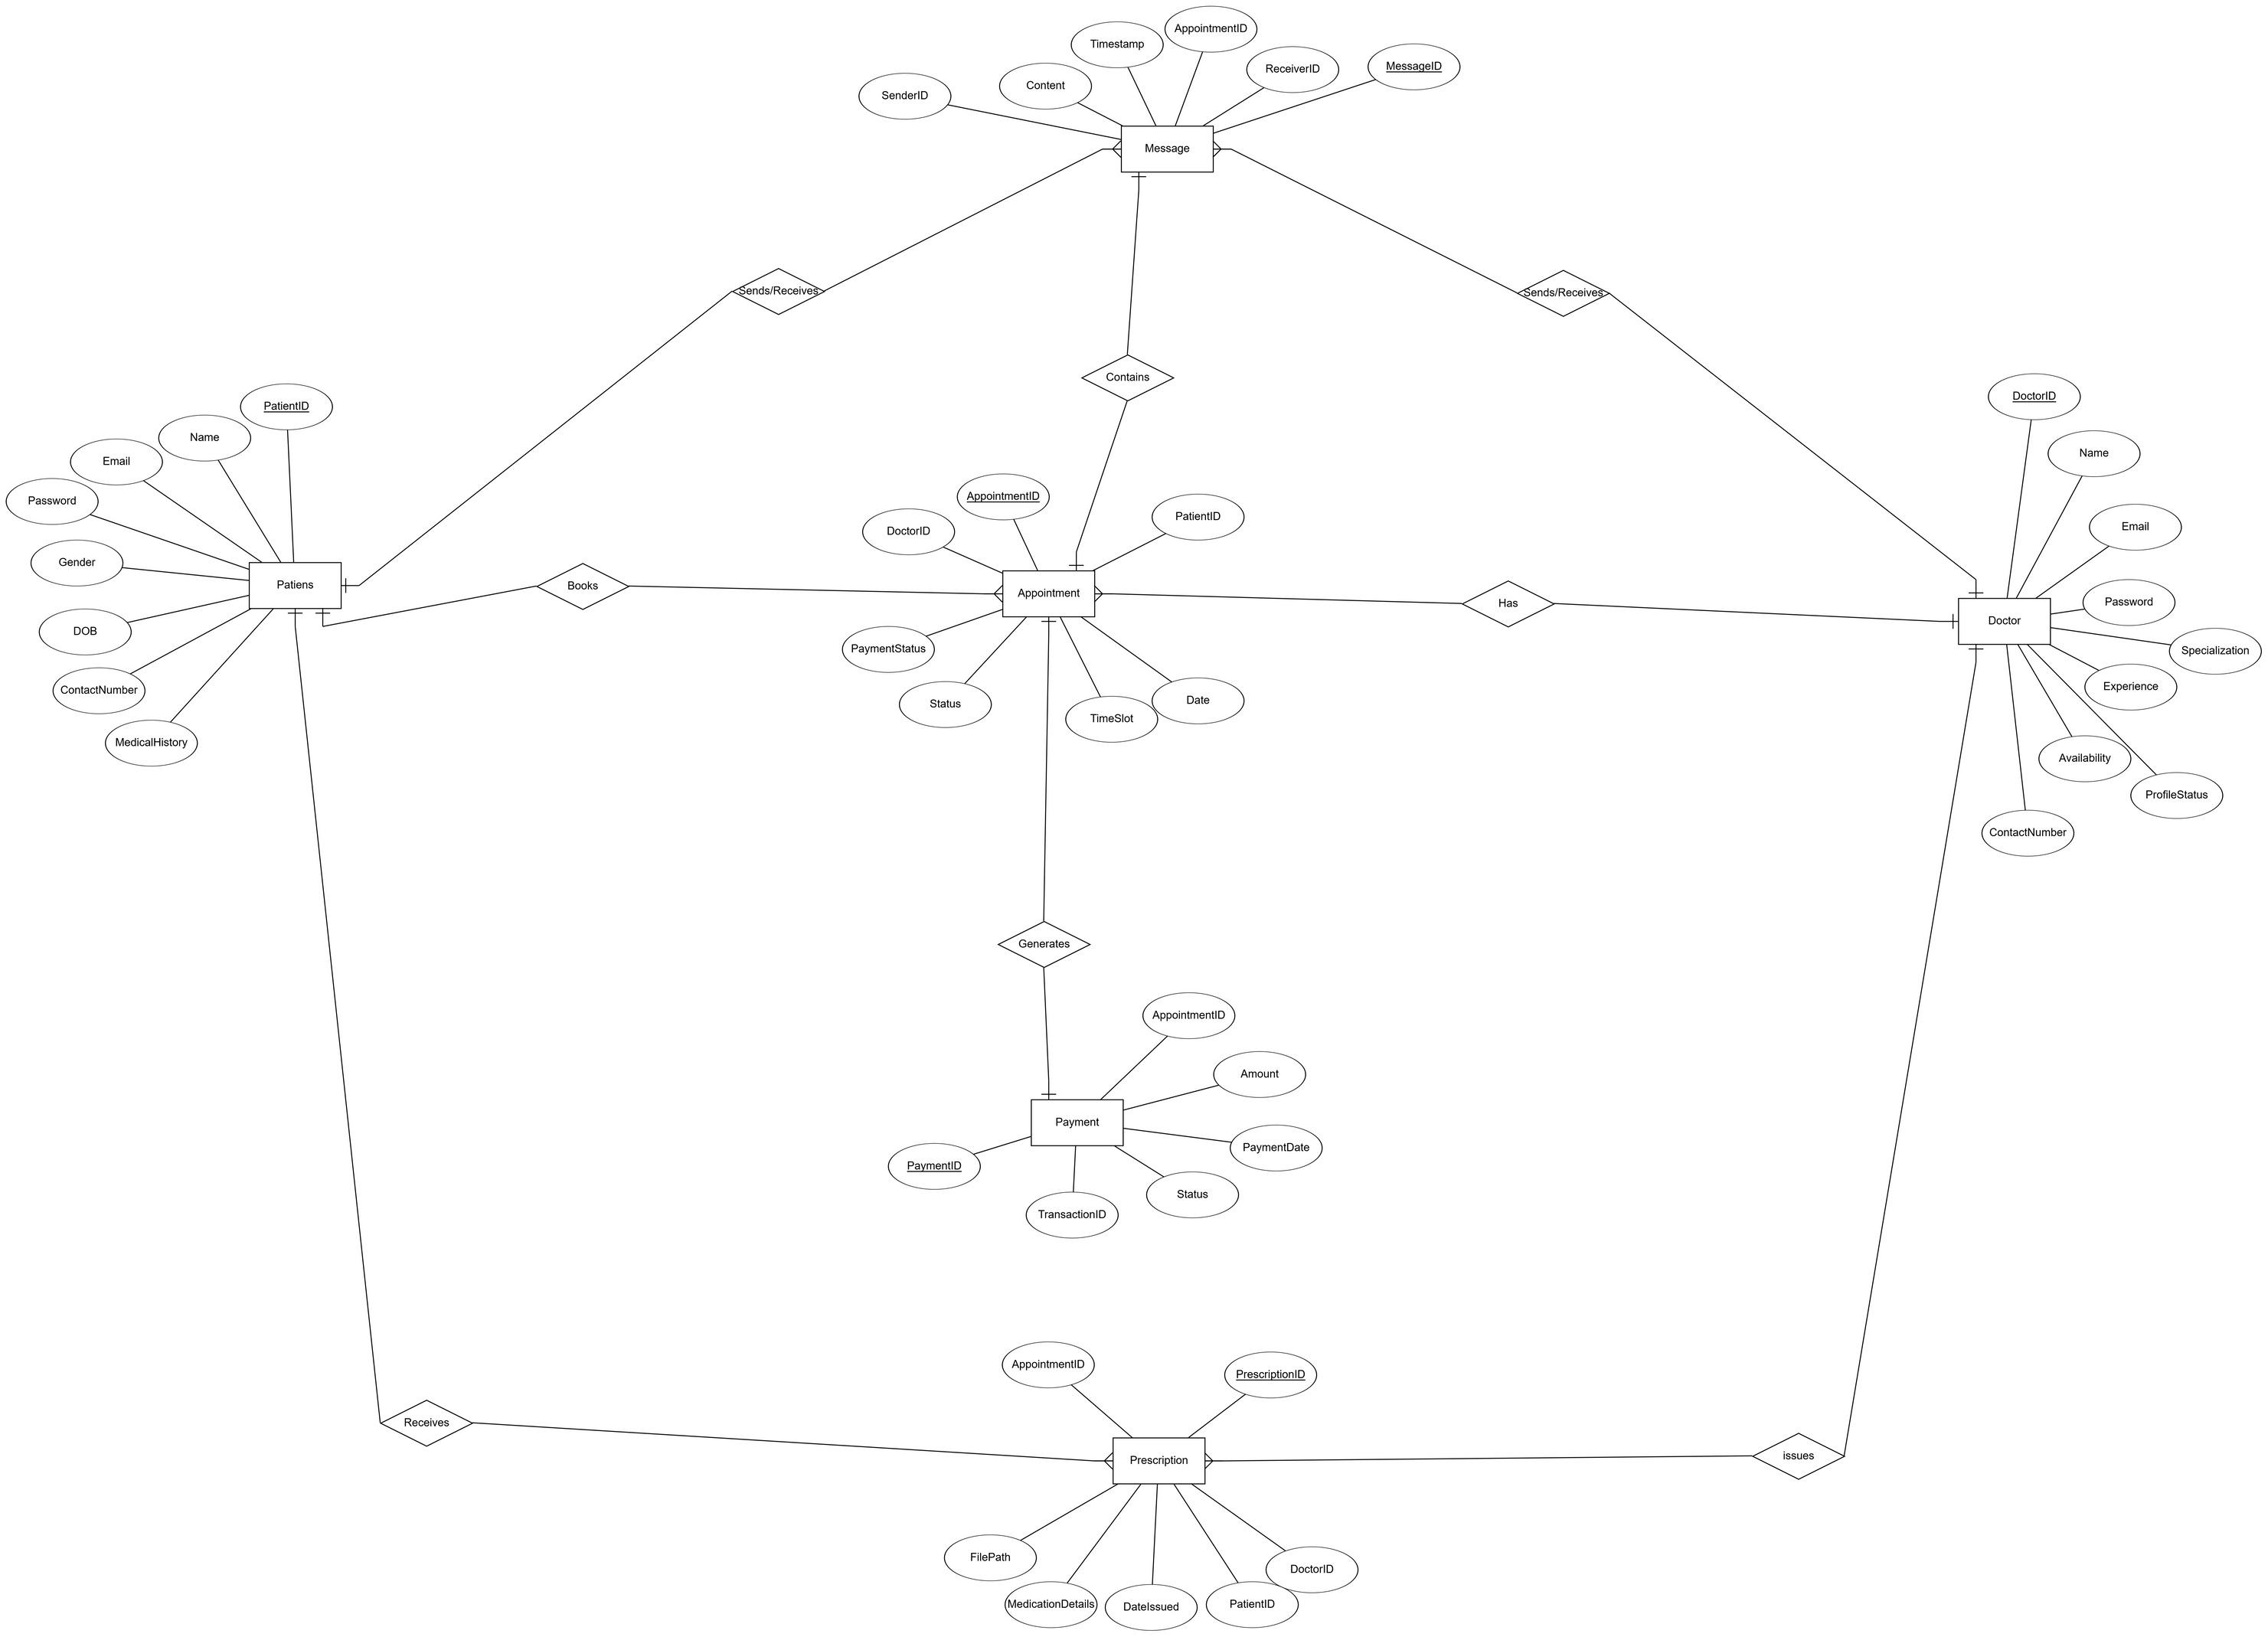 AppointmentID
Timestamp
MessageID
ReceiverID
Content
SenderID
Message
Sends/Receives
Sends/Receives
Contains
DoctorID
PatientID
Name
Name
Email
AppointmentID
Password
PatientID
Email
DoctorID
Gender
Patiens
Books
Appointment
Has
Password
Doctor
DOB
PaymentStatus
Specialization
Experience
ContactNumber
Date
Status
TimeSlot
MedicalHistory
Availability
ProfileStatus
ContactNumber
Generates
AppointmentID
Amount
Payment
PaymentDate
PaymentID
Status
TransactionID
AppointmentID
PrescriptionID
Receives
issues
Prescription
FilePath
DoctorID
MedicationDetails
DateIssued
PatientID